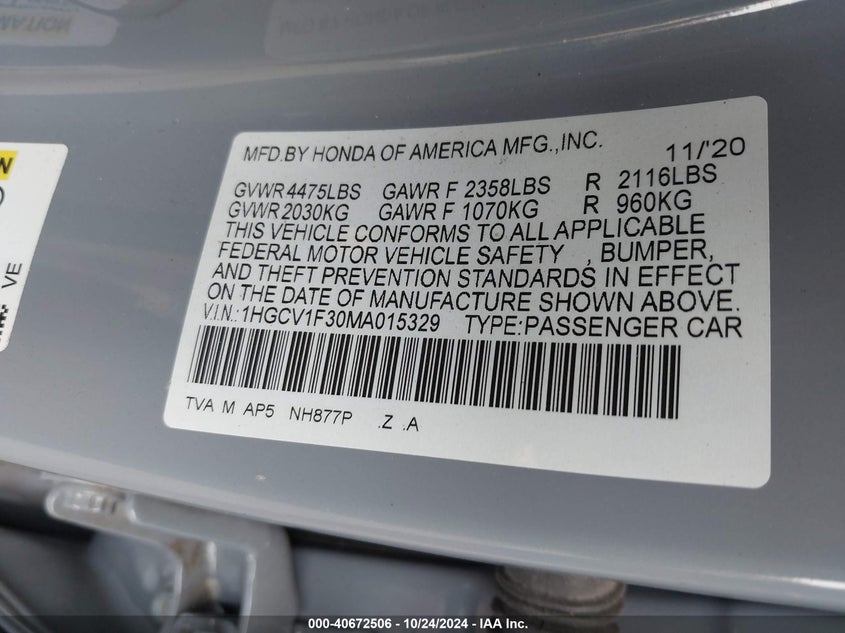 MFD.BY HONDA OF AMERICA MFG.,INC. 11/'20
GVWR 4475LBS GAWR F 2358LBS R 2116LBS
GVWR 2030KG GAWR F 1070KG R 960KG
THIS VEHICLE CONFORMS TO ALL APPLICABLE
FEDERAL MOTOR VEHICLE SAFETY , BUMPER,
AND THEFT PREVENTION STANDARDS IN EFFECT
ON THE DATE OF MANUFACTURE SHOWN ABOVE.
V.I.N.:1HGCV1F30MA015329 TYPE:PASSENGER CAR
TVA M AP5 NH877P .Z .A
VE
000-40672506 - 10/24/2024 - IAA Inc.